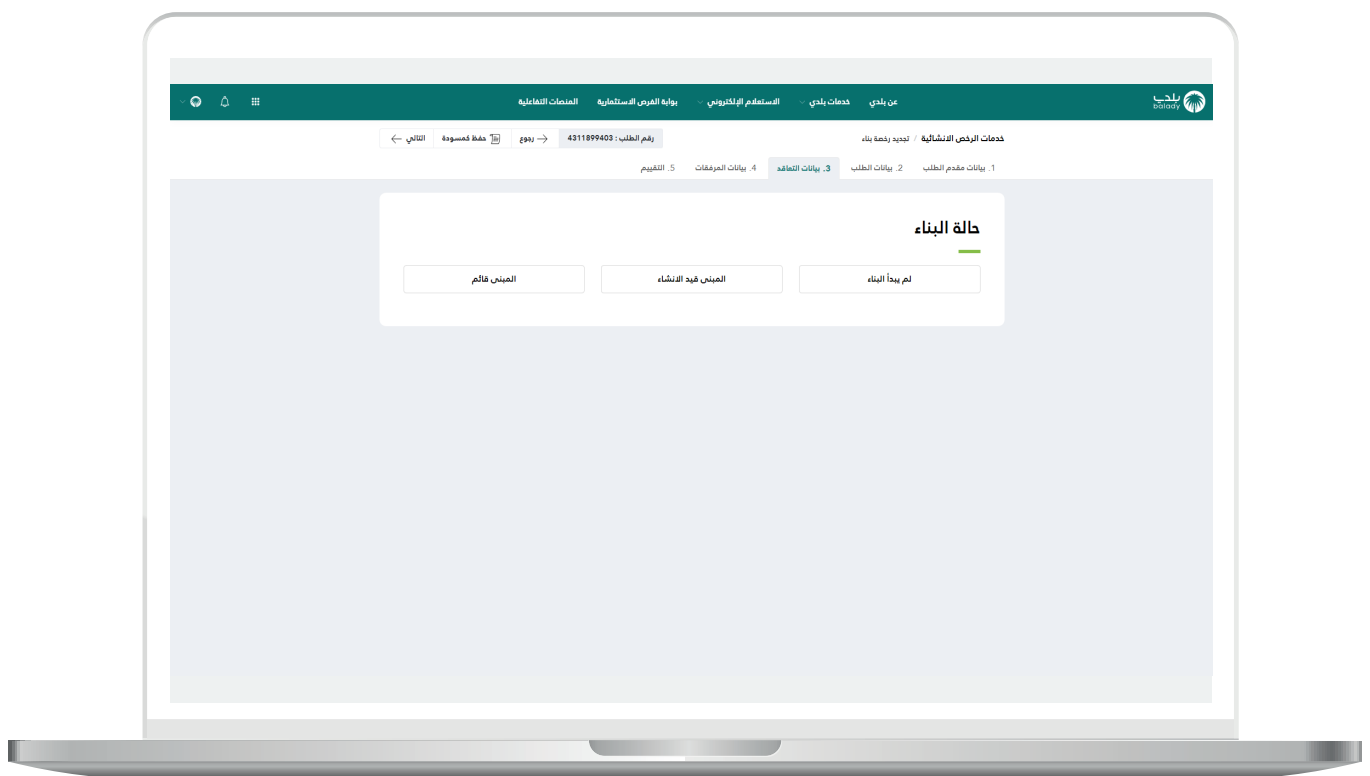 بلدي
balady
عن بلدي خدمات بلدي الاستعلام الإلكتروني بوابة الفرص الاستثمارية المنصات التفاعلية
خدمات الرخص الانشائية / تجديد رخصة بناء
رقم الطلب : 4311899403 رجوع حفظ كمسودة التالي
1. بيانات مقدم الطلب 2. بيانات الطلب 3. بيانات التعاقد 4. بيانات المرفقات 5. التقييم
حالة البناء
لم يبدأ البناء المبنى قيد الانشاء المبنى قائم